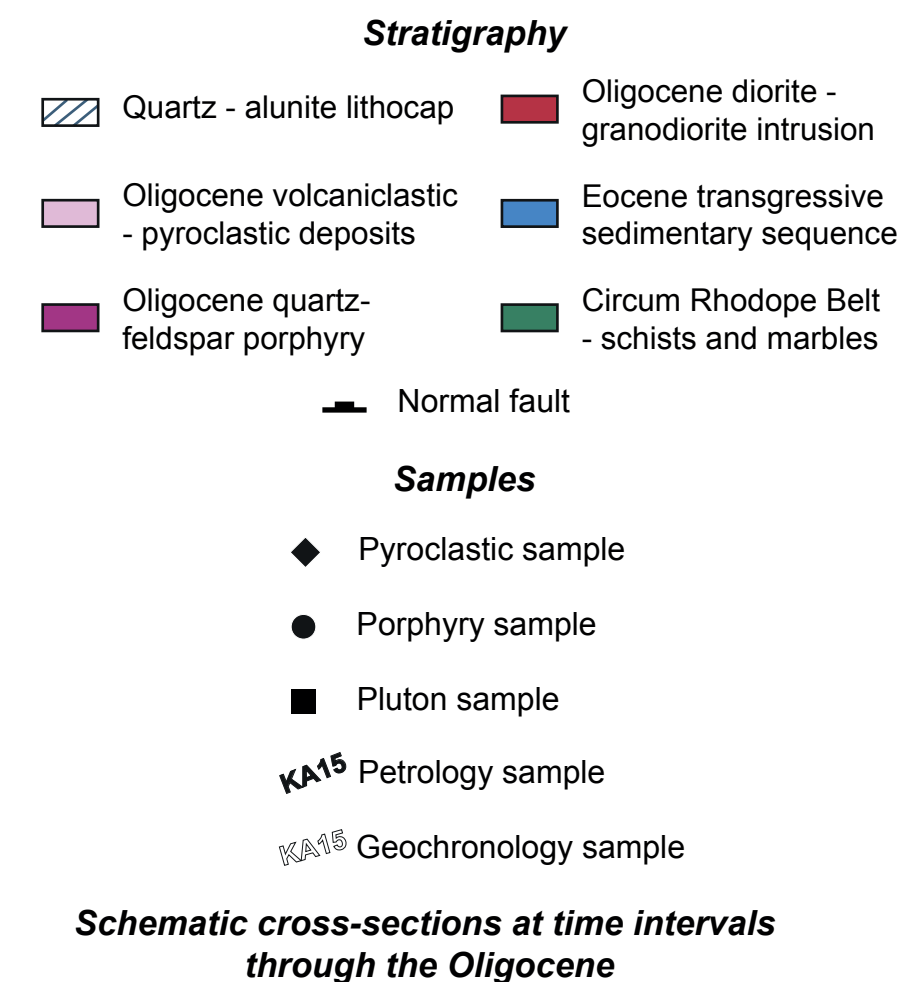 Stratigraphy
Quartz - alunite lithocap
Oligocene diorite -
granodiorite intrusion
Oligocene volcaniclastic
- pyroclastic deposits
Eocene transgressive
sedimentary sequence
Oligocene quartz-
feldspar porphyry
Circum Rhodope Belt
- schists and marbles
Normal fault
Samples
Pyroclastic sample
Porphyry sample
Pluton sample
KA15 Petrology sample
KA15 Geochronology sample
Schematic cross-sections at time intervals
through the Oligocene